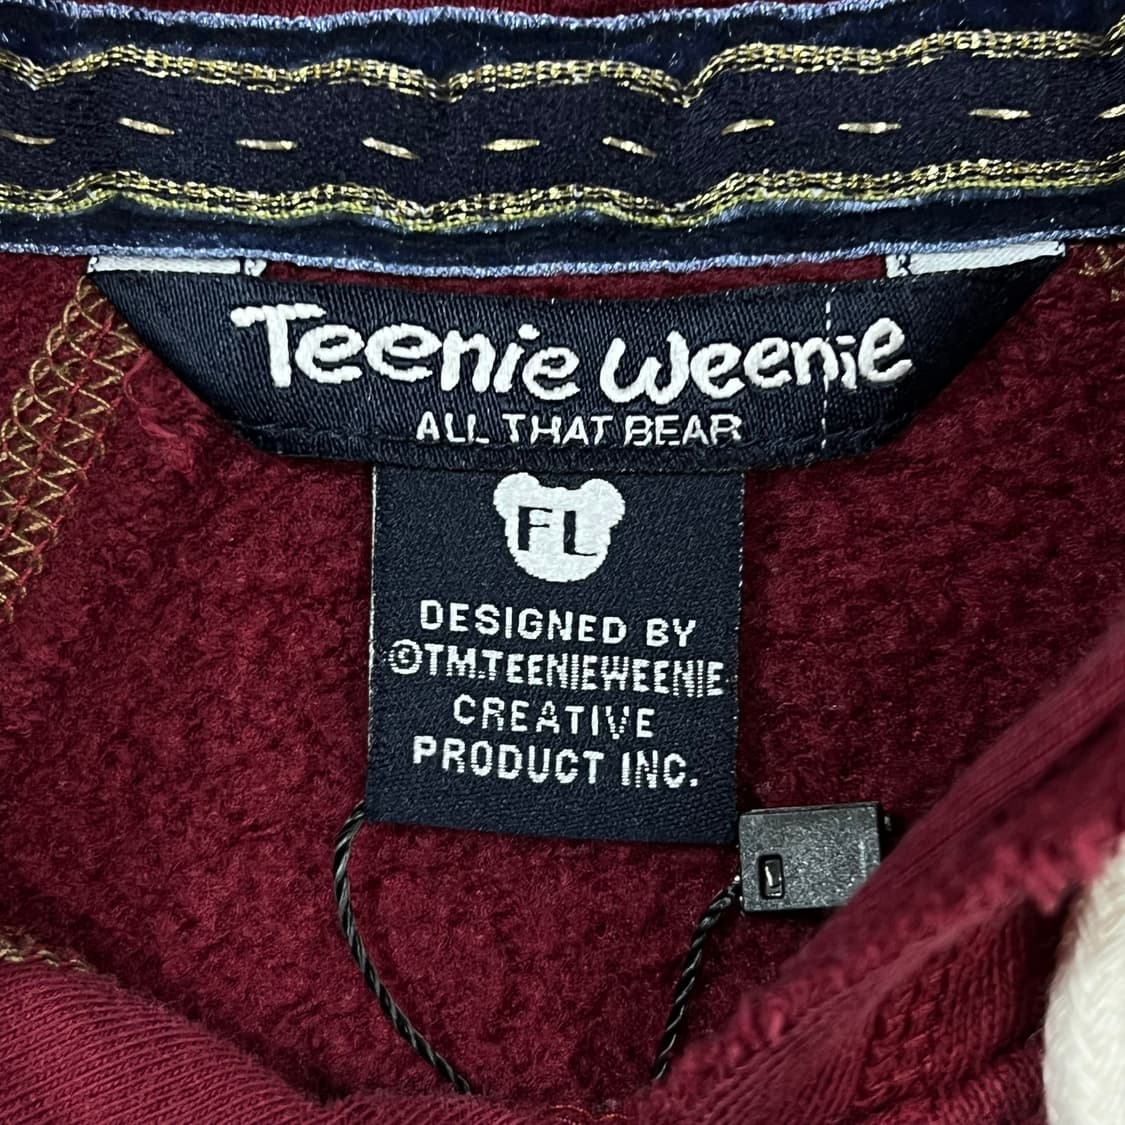 Teenie Weenie
ALL THAT BEAR
FL
DESIGNED BY
©TM.TEENIEWEENIE
CREATIVE
PRODUCT INC.